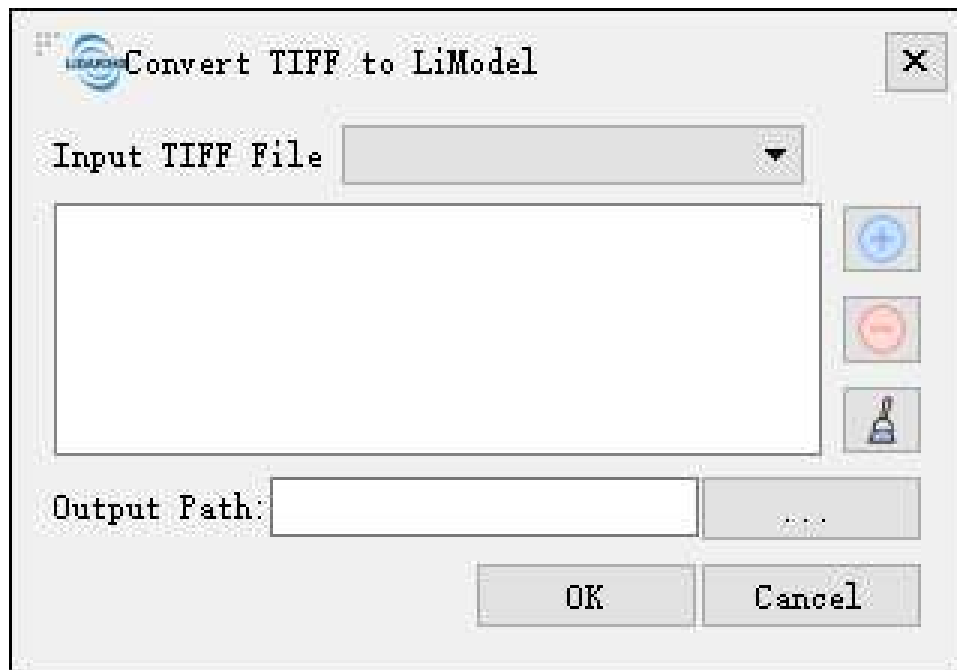 Convert TIFF to LiModel
Input TIFF File
Output Path:
...
OK
Cancel